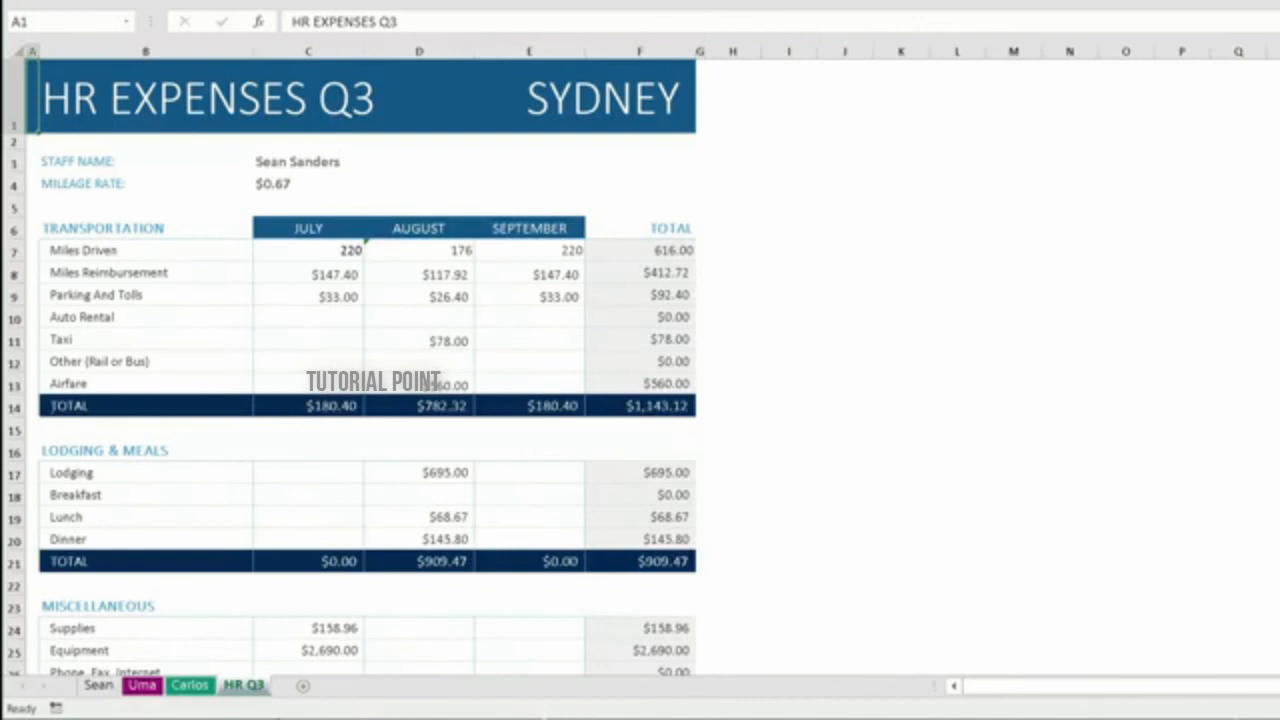 A1 HR EXPENSES Q3
A B C D E F G H I J K L M N O P Q
1 HR EXPENSES Q3 SYDNEY
2
3 STAFF NAME: Sean Sanders
4 MILEAGE RATE: $0.67
5
6 TRANSPORTATION JULY AUGUST SEPTEMBER TOTAL
7 Miles Driven 220 176 220 616.00
8 Miles Reimbursement $147.40 $117.92 $147.40 $412.72
9 Parking And Tolls $33.00 $26.40 $33.00 $92.40
10 Auto Rental $0.00
11 Taxi $78.00 $78.00
12 Other (Rail or Bus) $0.00
TUTORIAL POINT
13 Airfare $560.00
14 TOTAL $180.40 $782.32 $180.40 $1,143.12
15
16 LODGING & MEALS
17 Lodging $695.00 $695.00
18 Breakfast $0.00
19 Lunch $68.67 $68.67
20 Dinner $145.80 $145.80
21 TOTAL $0.00 $909.47 $0.00 $909.47
22
23 MISCELLANEOUS
24 Supplies $158.96 $158.96
25 Equipment $2,690.00 $2,690.00
Phone, Fax, Internet $0.00
Sean Uma Carlos HR Q3
Ready